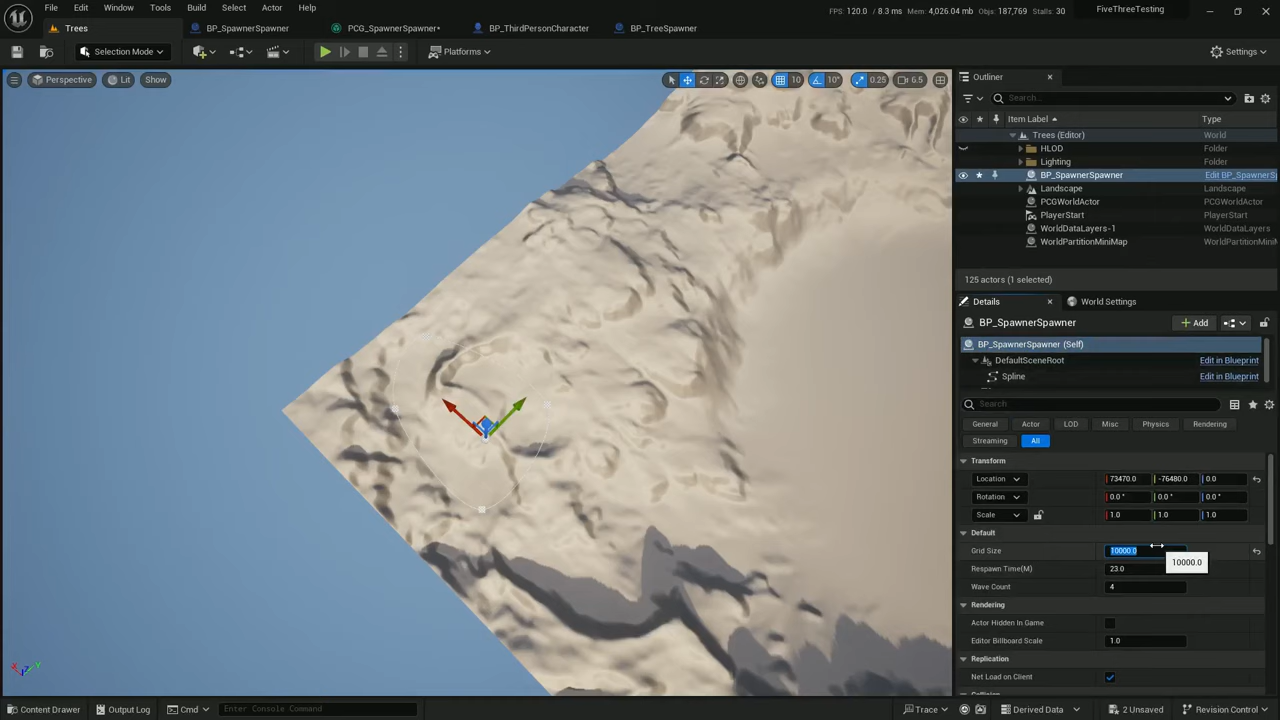 File Edit Window Tools Build Select Actor Help
FPS: 120.0 / 8.3 ms Mem: 4,026.04 mb Objs: 187,769 Stalls: 30
FiveThreeTesting
Trees
BP_SpawnerSpawner
PCG_SpawnerSpawner*
BP_ThirdPersonCharacter
BP_TreeSpawner
Selection Mode
Platforms
Settings
Perspective Lit Show
10 10° 0.25 6.5
Outliner
Search...
Item Label Type
Trees (Editor) World
HLOD Folder
Lighting Folder
BP_SpawnerSpawner Edit BP_SpawnerS
Landscape Landscape
PCGWorldActor PCGWorldActor
PlayerStart PlayerStart
WorldDataLayers-1 WorldDataLayers
WorldPartitionMiniMap WorldPartitionMini
125 actors (1 selected)
Details World Settings
BP_SpawnerSpawner Add
BP_SpawnerSpawner (Self)
DefaultSceneRoot Edit in Blueprint
Spline Edit in Blueprint
Search
General Actor LOD Misc Physics Rendering
Streaming All
Transform
Location 73470.0 -76480.0 0.0
Rotation 0.0 ° 0.0 ° 0.0 °
Scale 1.0 1.0 1.0
Default
Grid Size 10000.0
10000.0
Respawn Time(M) 23.0
Wave Count 4
Rendering
Actor Hidden In Game
Editor Billboard Scale 1.0
Replication
Net Load on Client
Collision
Content Drawer Output Log Cmd Enter Console Command
Trace Derived Data 2 Unsaved Revision Control